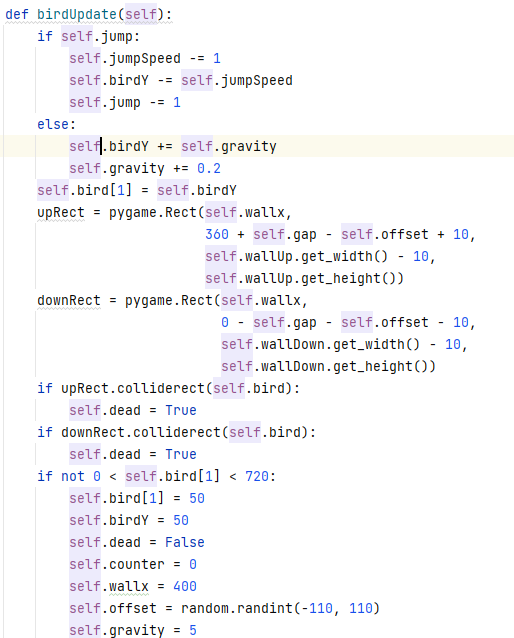 def birdUpdate(self):
    if self.jump:
        self.jumpSpeed -= 1
        self.birdY -= self.jumpSpeed
        self.jump -= 1
    else:
        self.birdY += self.gravity
        self.gravity += 0.2
    self.bird[1] = self.birdY
    upRect = pygame.Rect(self.wallx,
                         360 + self.gap - self.offset + 10,
                         self.wallUp.get_width() - 10,
                         self.wallUp.get_height())
    downRect = pygame.Rect(self.wallx,
                           0 - self.gap - self.offset - 10,
                           self.wallDown.get_width() - 10,
                           self.wallDown.get_height())
    if upRect.colliderect(self.bird):
        self.dead = True
    if downRect.colliderect(self.bird):
        self.dead = True
    if not 0 < self.bird[1] < 720:
        self.bird[1] = 50
        self.birdY = 50
        self.dead = False
        self.counter = 0
        self.wallx = 400
        self.offset = random.randint(-110, 110)
        self.gravity = 5